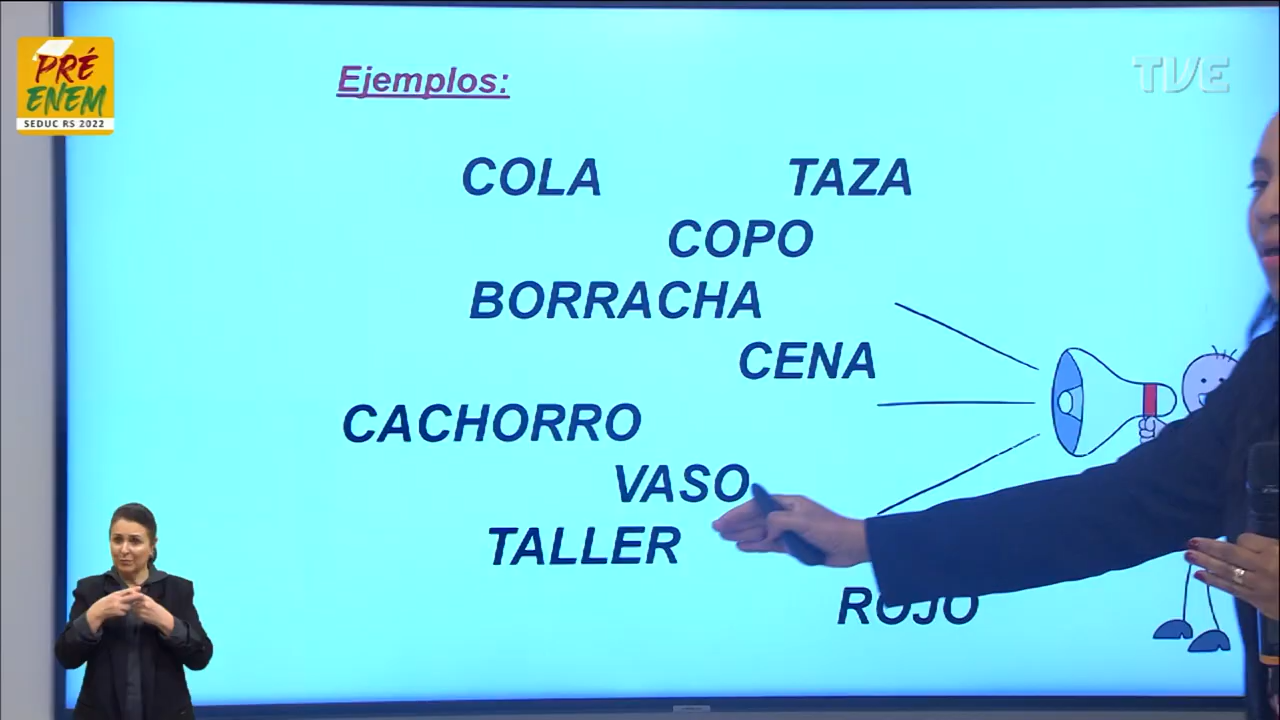 PRÉ
ENEM
SEDUC RS 2022
TVE
Ejemplos:
COLA TAZA
COPO
BORRACHA
CENA
CACHORRO
VASO
TALLER
ROJO